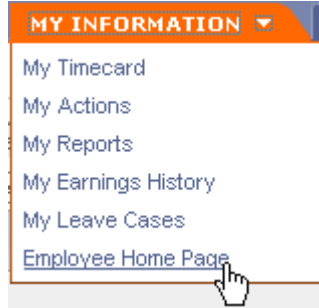 MY INFORMATION
My Timecard
My Actions
My Reports
My Earnings History
My Leave Cases
Employee Home Page